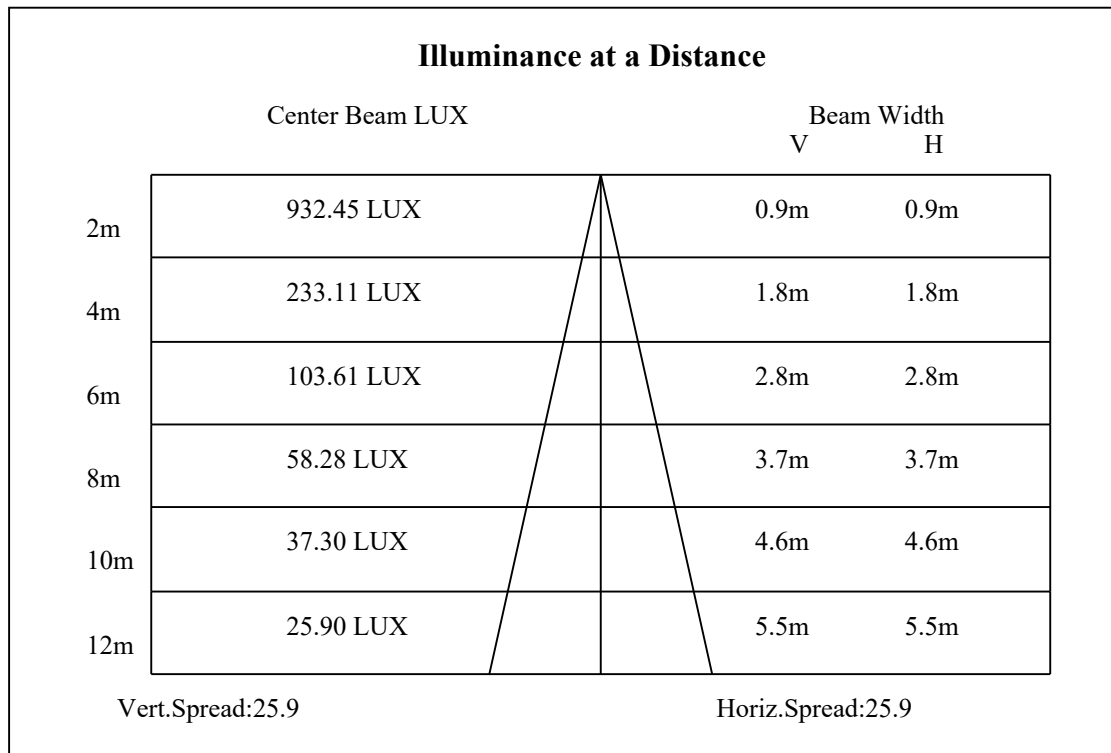 Illuminance at a Distance
Center Beam LUX Beam Width
V H
932.45 LUX 0.9m 0.9m
2m
233.11 LUX 1.8m 1.8m
4m
103.61 LUX 2.8m 2.8m
6m
58.28 LUX 3.7m 3.7m
8m
37.30 LUX 4.6m 4.6m
10m
25.90 LUX 5.5m 5.5m
12m
Vert.Spread:25.9 Horiz.Spread:25.9